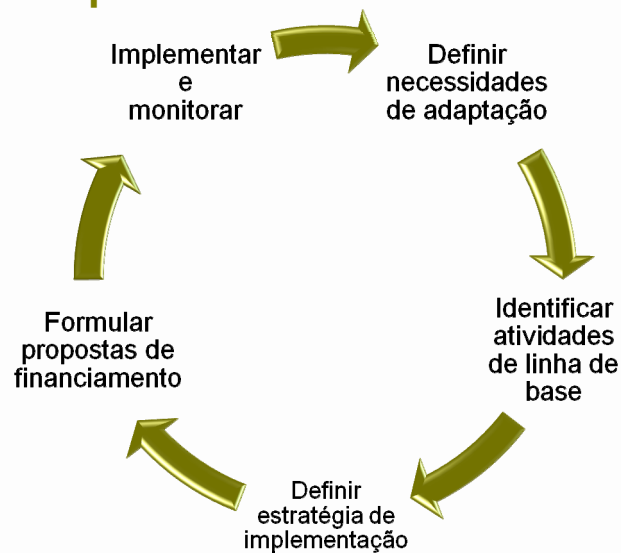 Implementar
e
monitorar
Definir
necessidades
de adaptação
Identificar
atividades
de linha de
base
Definir
estratégia de
implementação
Formular
propostas de
financiamento